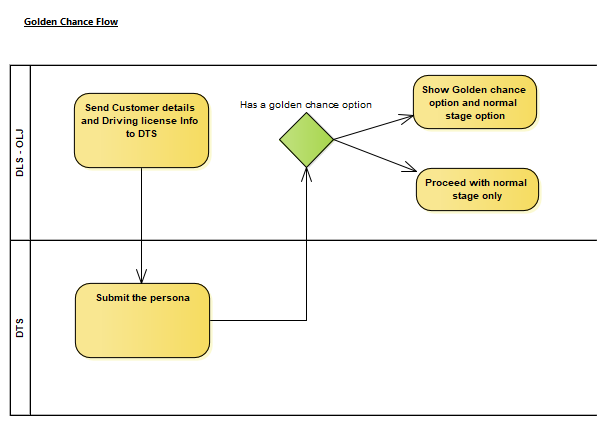 Golden Chance Flow
DLS - OLJ
Send Customer details
and Driving license Info
to DTS
Has a golden chance option
Show Golden chance
option and normal
stage option
Proceed with normal
stage only
DTS
Submit the persona